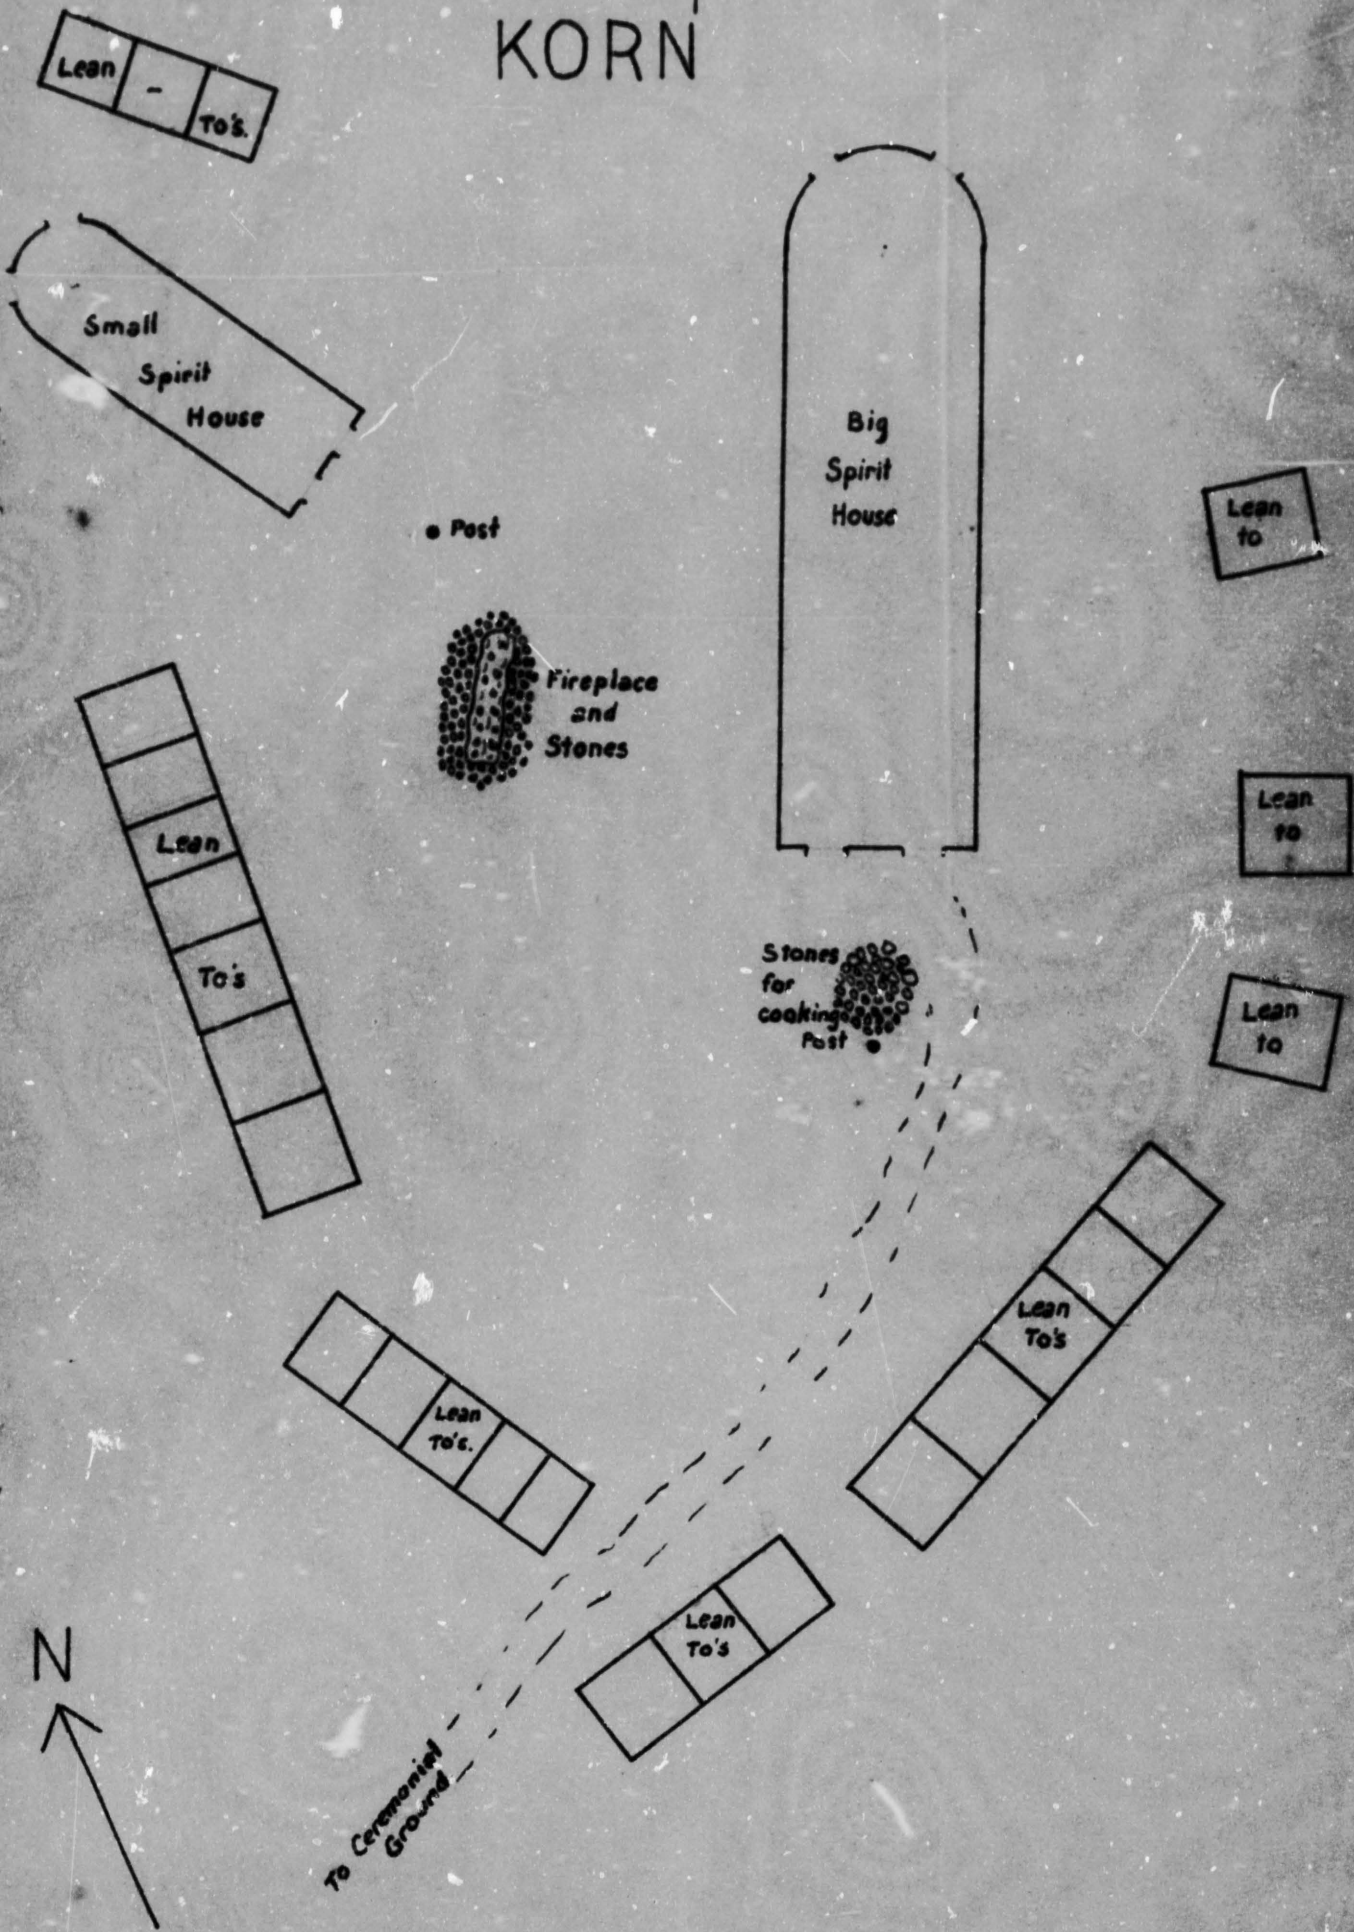 KORN
Lean - To's.
Small
Spirit
House
Big
Spirit
House
Post
Lean
to
Fireplace
and
Stones
Lean
To's
Lean
to
Stones
for
cooking
Post
Lean
to
Lean
To's
Lean
To's.
Lean
To's
N
To Ceremonial
Ground